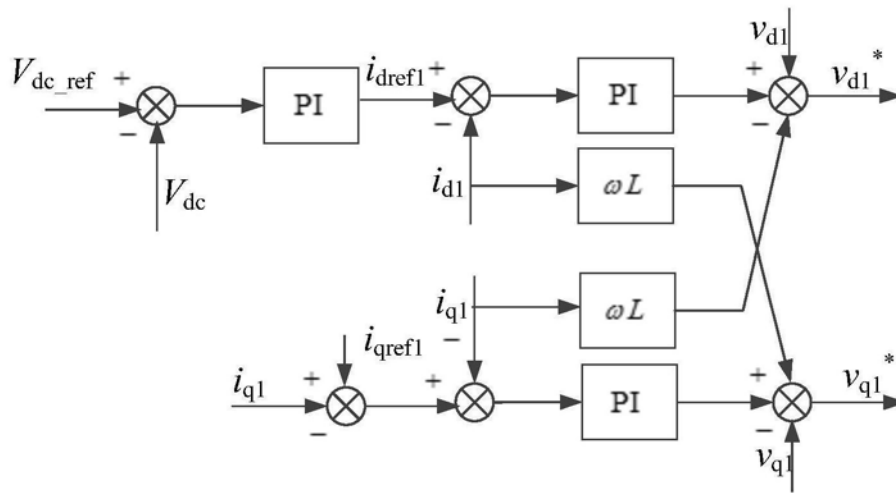 V_dc_ref
+
−
V_dc
PI
i_dref1
+
−
i_d1
PI
v_d1
+
−
v_d1*
ωL
i_q1
−
ωL
i_q1
+
−
i_qref1
+
PI
+
−
v_q1
v_q1*